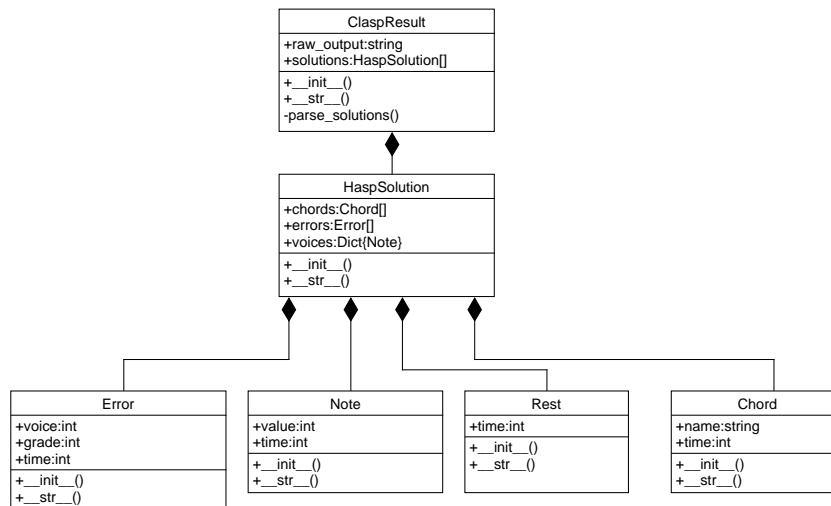 ClaspResult
+raw_output:string
+solutions:HaspSolution[]
+__init__()
+__str__()
-parse_solutions()
HaspSolution
+chords:Chord[]
+errors:Error[]
+voices:Dict{Note}
+__init__()
+__str__()
Error
+voice:int
+grade:int
+time:int
+__init__()
+__str__()
Note
+value:int
+time:int
+__init__()
+__str__()
Rest
+time:int
+__init__()
+__str__()
Chord
+name:string
+time:int
+__init__()
+__str__()